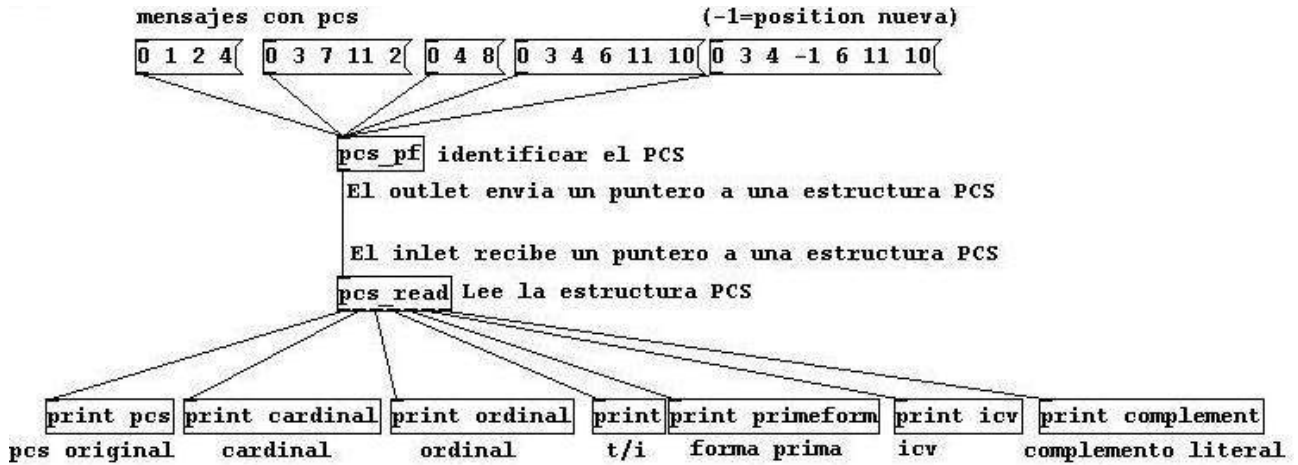 mensajes con pcs (-1=position nueva)
0 1 2 4 0 3 7 11 2 0 4 8 0 3 4 6 11 10 0 3 4 -1 6 11 10
pcs_pf identificar el PCS
El outlet envia un puntero a una estructura PCS
El inlet recibe un puntero a una estructura PCS
pcs_read Lee la estructura PCS
print pcs print cardinal print ordinal print print primeform print icv print complement
pcs original cardinal ordinal t/i forma prima icv complemento literal